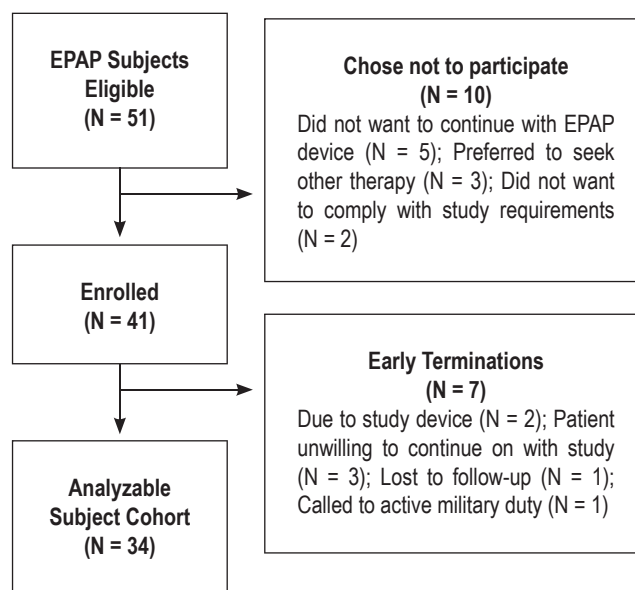 EPAP Subjects
Eligible
(N = 51)
Chose not to participate
(N = 10)
Did not want to continue with EPAP
device (N = 5); Preferred to seek
other therapy (N = 3); Did not want
to comply with study requirements
(N = 2)
Enrolled
(N = 41)
Early Terminations
(N = 7)
Due to study device (N = 2); Patient
unwilling to continue on with study
(N = 3); Lost to follow-up (N = 1);
Called to active military duty (N = 1)
Analyzable
Subject Cohort
(N = 34)